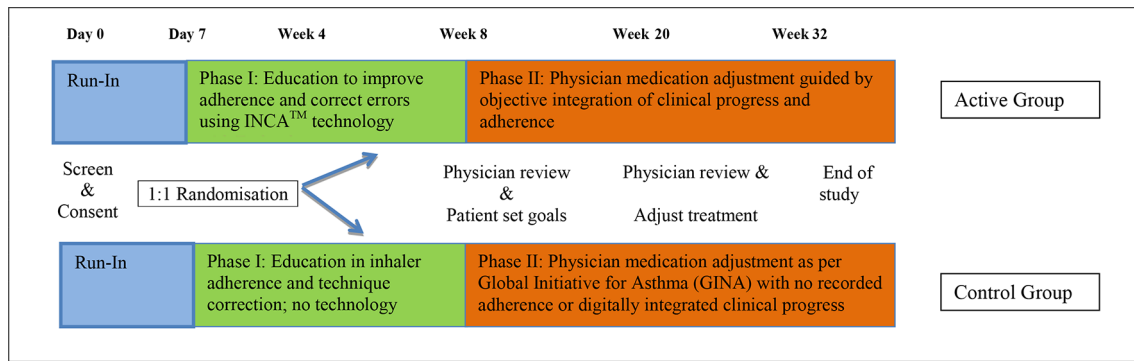 Day 0 Day 7 Week 4 Week 8 Week 20 Week 32
Run-In
Phase I: Education to improve
adherence and correct errors
using INCA™ technology
Phase II: Physician medication adjustment guided by
objective integration of clinical progress and
adherence
Active Group
Screen
&
Consent
1:1 Randomisation
Physician review
&
Patient set goals
Physician review &
Adjust treatment
End of
study
Run-In
Phase I: Education in inhaler
adherence and technique
correction; no technology
Phase II: Physician medication adjustment as per
Global Initiative for Asthma (GINA) with no recorded
adherence or digitally integrated clinical progress
Control Group